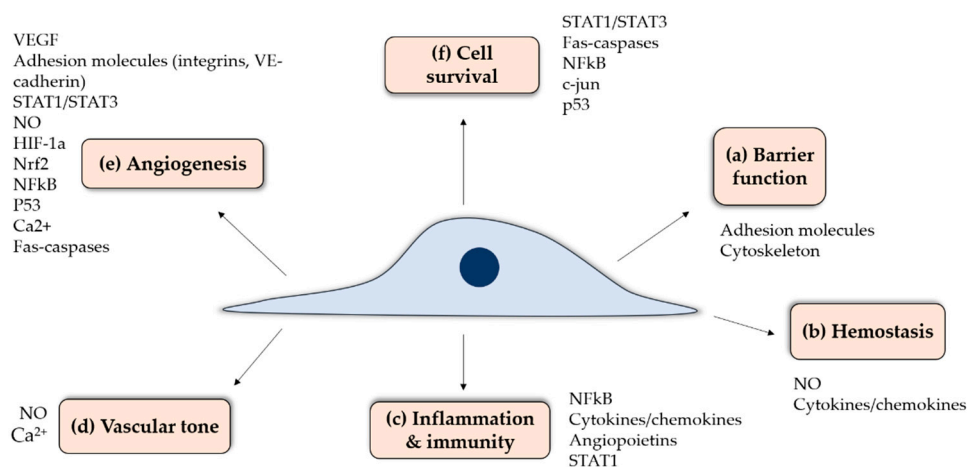 VEGF
Adhesion molecules (integrins, VE-
cadherin)
STAT1/STAT3
NO
HIF-1a
Nrf2
NFkB
P53
Ca2+
Fas-caspases
(e) Angiogenesis
(f) Cell
survival
STAT1/STAT3
Fas-caspases
NFkB
c-jun
p53
(a) Barrier
function
Adhesion molecules
Cytoskeleton
(b) Hemostasis
NO
Cytokines/chemokines
(c) Inflammation
& immunity
NFkB
Cytokines/chemokines
Angiopoietins
STAT1
(d) Vascular tone
NO
Ca²⁺